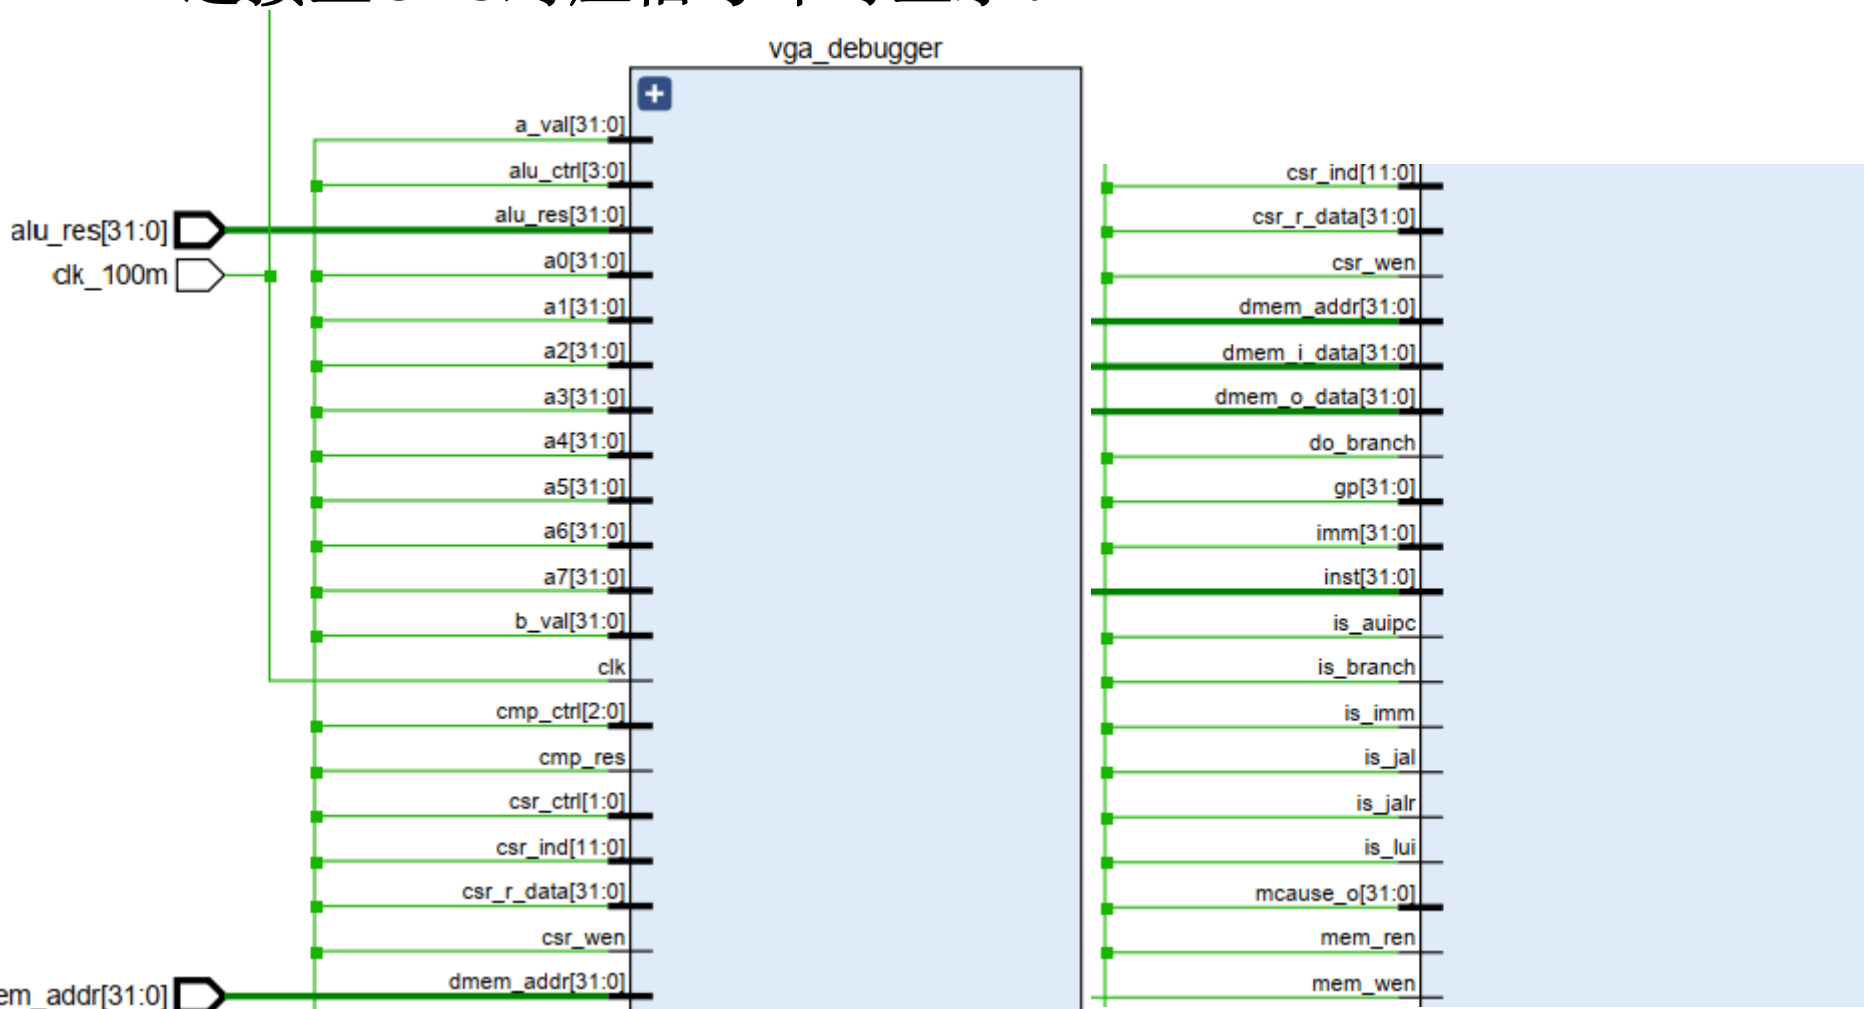 vga_debugger
a_val[31:0]
alu_ctrl[3:0]
alu_res[31:0]
alu_res[31:0]
a0[31:0]
clk_100m
a1[31:0]
a2[31:0]
a3[31:0]
a4[31:0]
a5[31:0]
a6[31:0]
a7[31:0]
b_val[31:0]
clk
cmp_ctrl[2:0]
cmp_res
csr_ctrl[1:0]
csr_ind[11:0]
csr_r_data[31:0]
csr_wen
dmem_addr[31:0]
em_addr[31:0]
csr_ind[11:0]
csr_r_data[31:0]
csr_wen
dmem_addr[31:0]
dmem_i_data[31:0]
dmem_o_data[31:0]
do_branch
gp[31:0]
imm[31:0]
inst[31:0]
is_auipc
is_branch
is_imm
is_jal
is_jalr
is_lui
mcause_o[31:0]
mem_ren
mem_wen